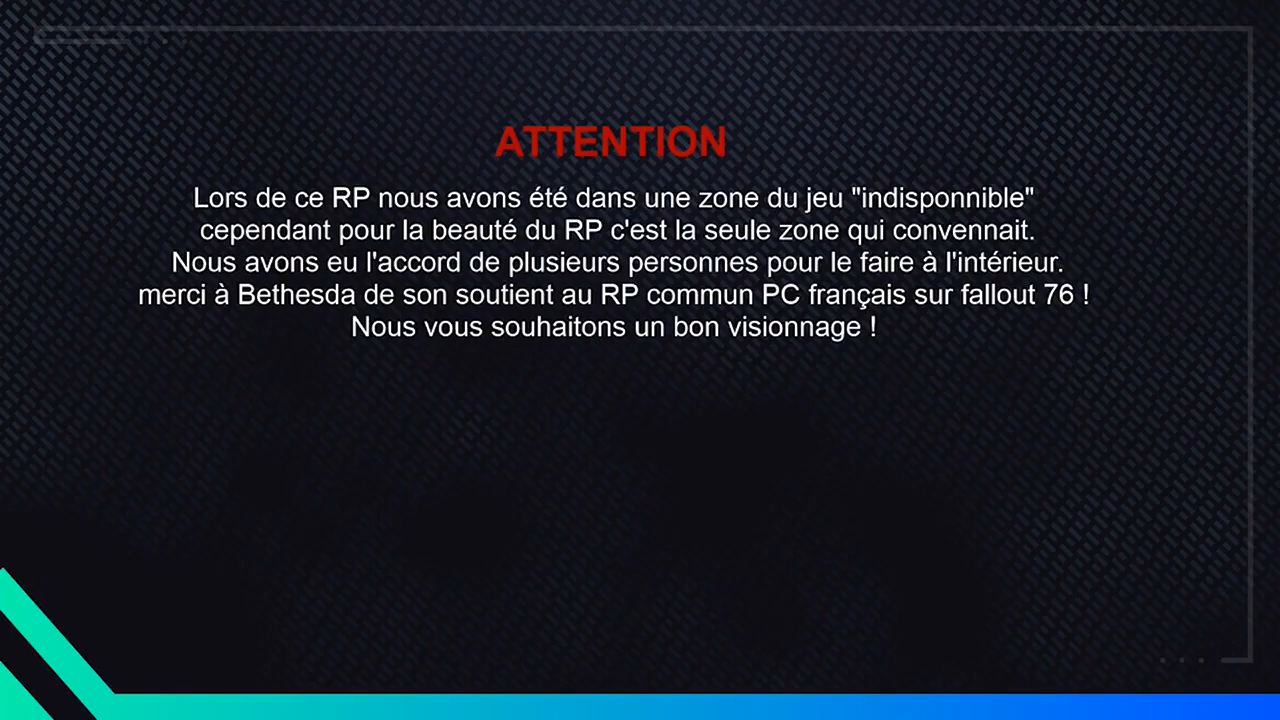 ATTENTION
Lors de ce RP nous avons été dans une zone du jeu "indisponnible"
cependant pour la beauté du RP c'est la seule zone qui convennait.
Nous avons eu l'accord de plusieurs personnes pour le faire à l'intérieur.
merci à Bethesda de son soutient au RP commun PC français sur fallout 76 !
Nous vous souhaitons un bon visionnage !